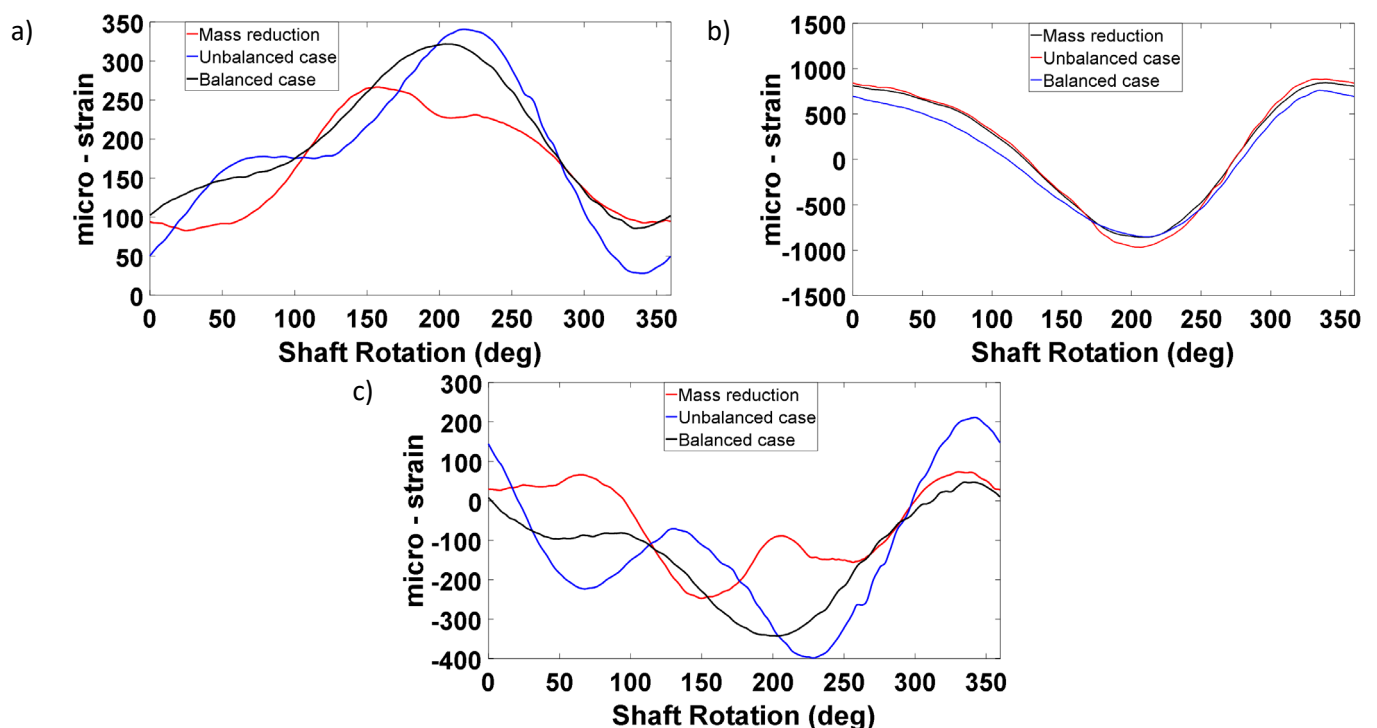 a)
350
300
250
200
150
100
50
0
micro - strain
Mass reduction
Unbalanced case
Balanced case
0 50 100 150 200 250 300 350
Shaft Rotation (deg)
b)
1500
1000
500
0
-500
-1000
-1500
micro - strain
Mass reduction
Unbalanced case
Balanced case
0 50 100 150 200 250 300 350
Shaft Rotation (deg)
c)
300
200
100
0
-100
-200
-300
-400
micro - strain
Mass reduction
Unbalanced case
Balanced case
0 50 100 150 200 250 300 350
Shaft Rotation (deg)